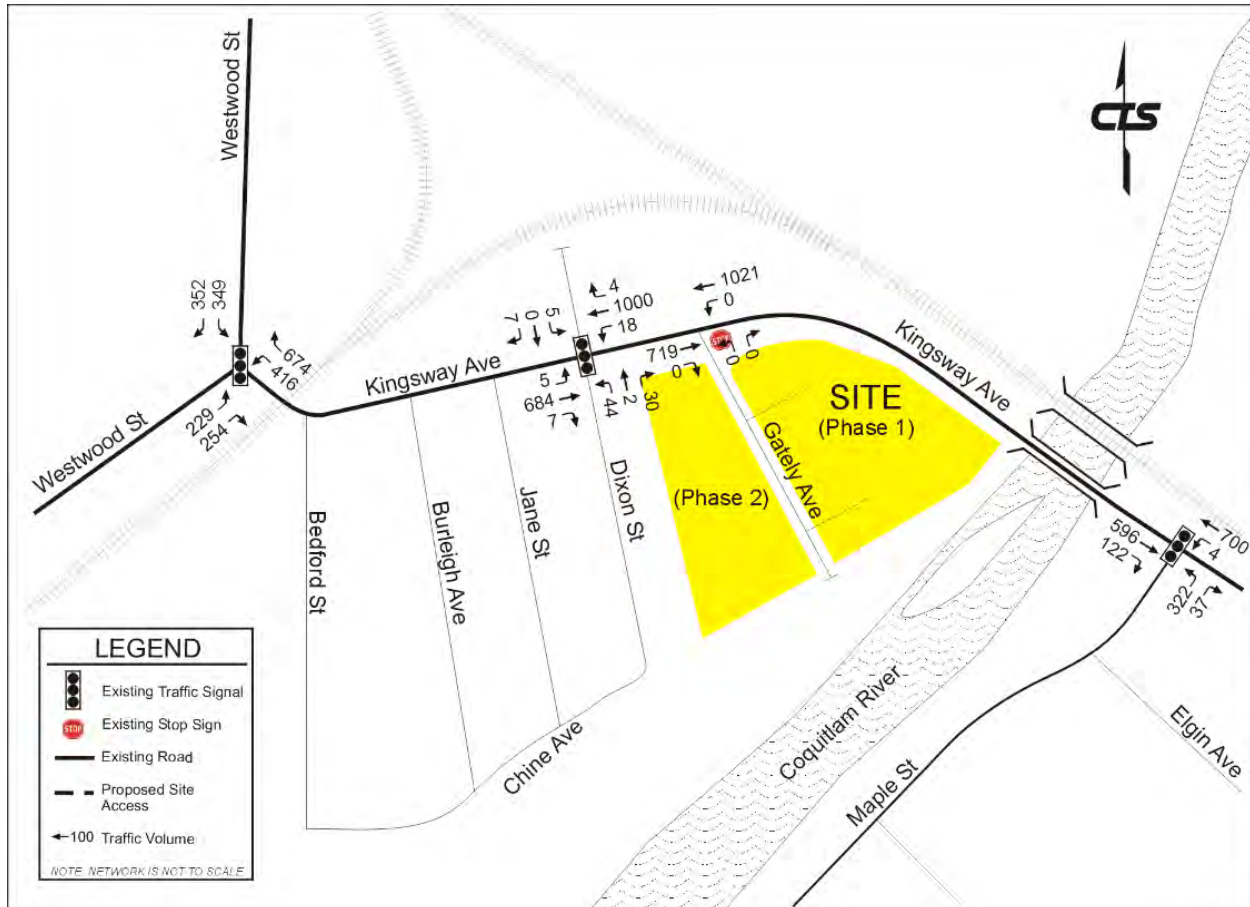 Westwood St
CTS
352
349
674
416
229
254
Westwood St
Kingsway Ave
7
0
5
4
1000
18
5
684
7
44
2
30
1021
0
719
0
STOP
0
0
Kingsway Ave
SITE
(Phase 1)
(Phase 2)
Gately Ave
Dixon St
Jane St
Burleigh Ave
Bedford St
Chine Ave
Coquitlam River
Maple St
Elgin Ave
596
122
700
4
322
37
LEGEND
Existing Traffic Signal
STOP
Existing Stop Sign
Existing Road
Proposed Site
Access
100 Traffic Volume
NOTE: NETWORK IS NOT TO SCALE